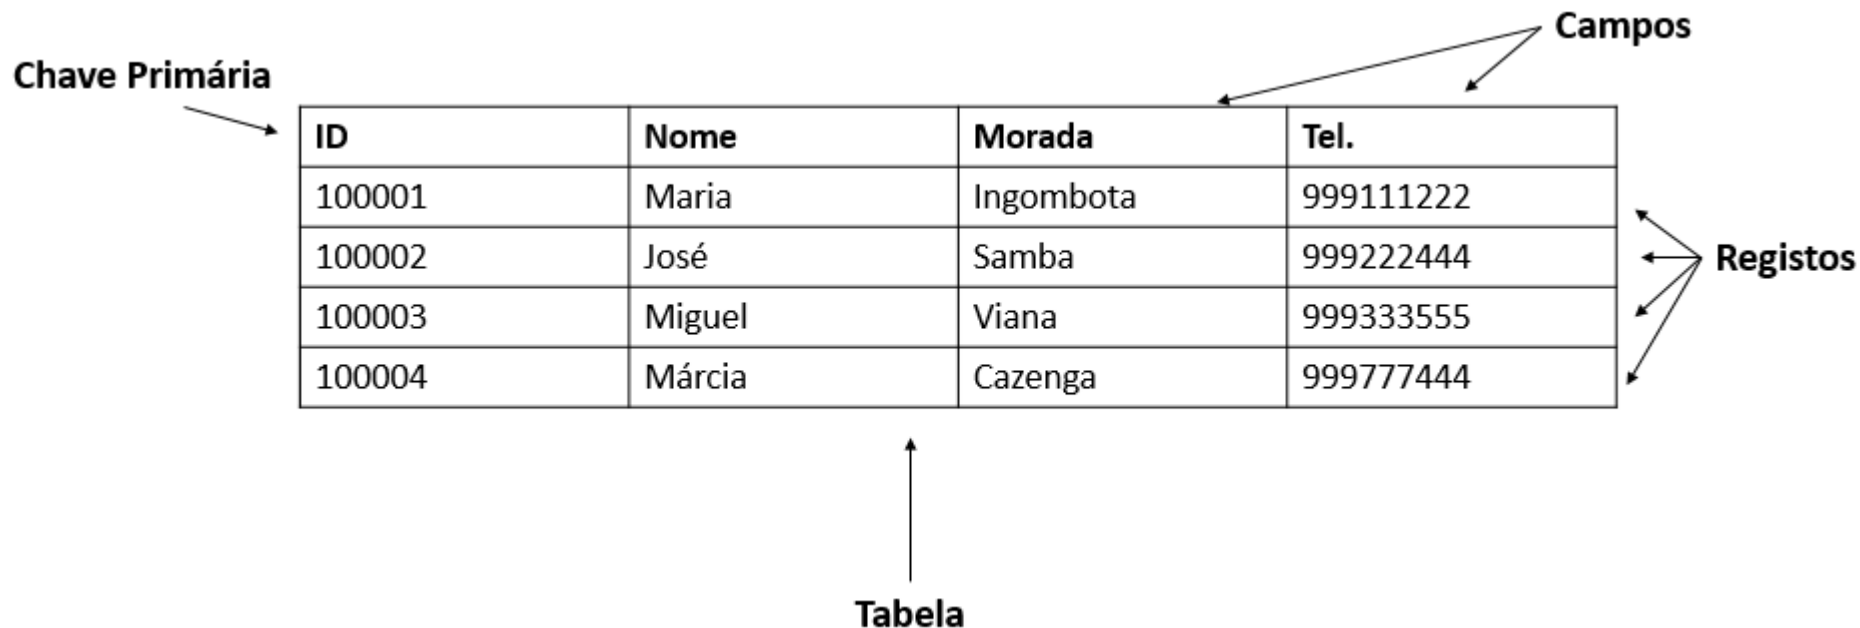 Campos
Chave Primária
ID Nome Morada Tel.
100001 Maria Ingombota 999111222
100002 José Samba 999222444
Registos
100003 Miguel Viana 999333555
100004 Márcia Cazenga 999777444
Tabela